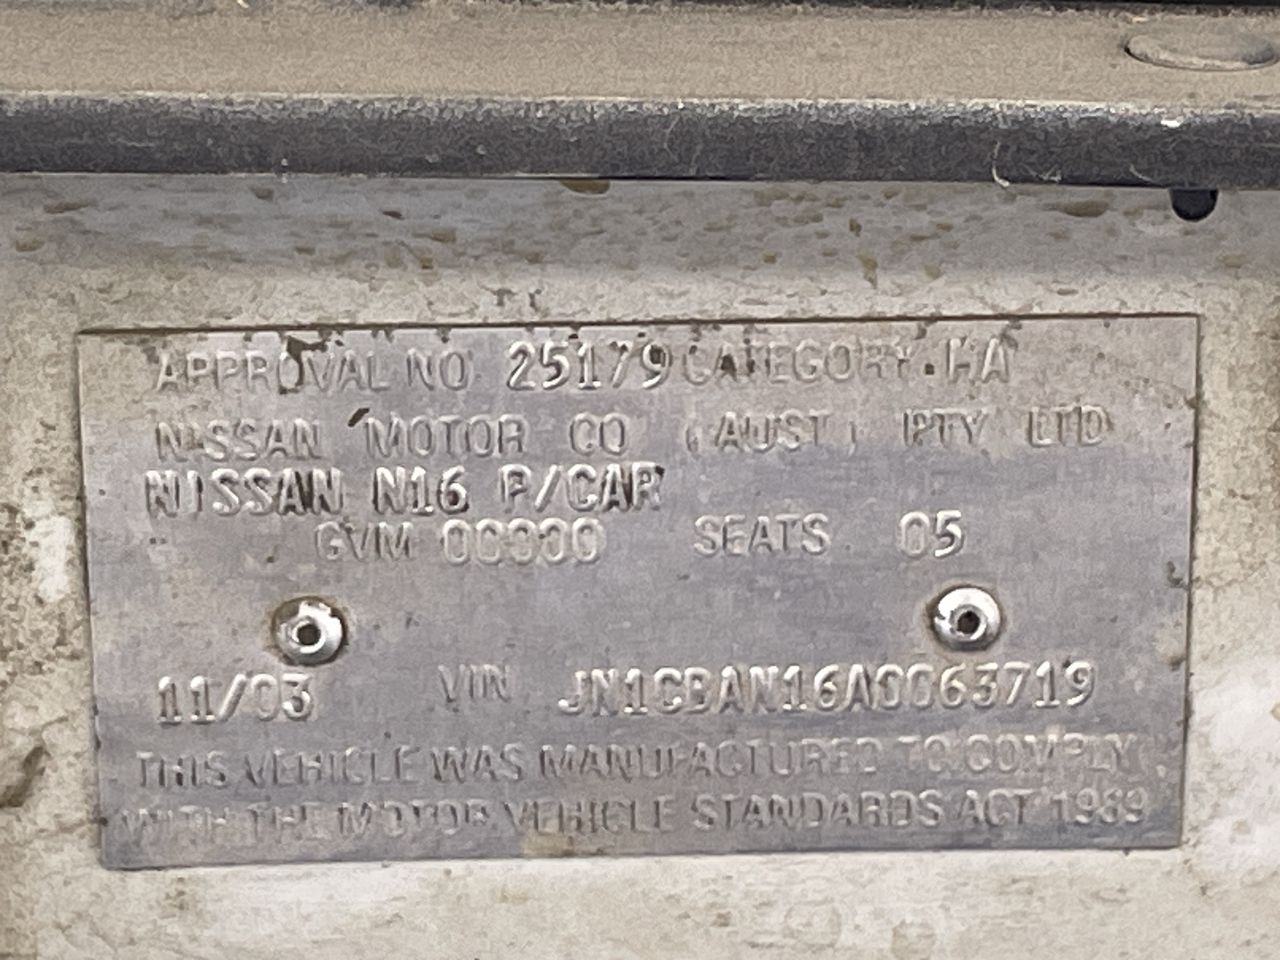 APPROVAL NO 25179 CATEGORY. MA
NISSAN MOTOR CO (AUST) PTY LTD
NISSAN N16 P/CAR
GVM 00000 SEATS 05
11/03 VIN JN1CBAN16A0063719
THIS VEHICLE WAS MANUFACTURED TO COMPLY
WITH THE MOTOR VEHICLE STANDARDS ACT 1989